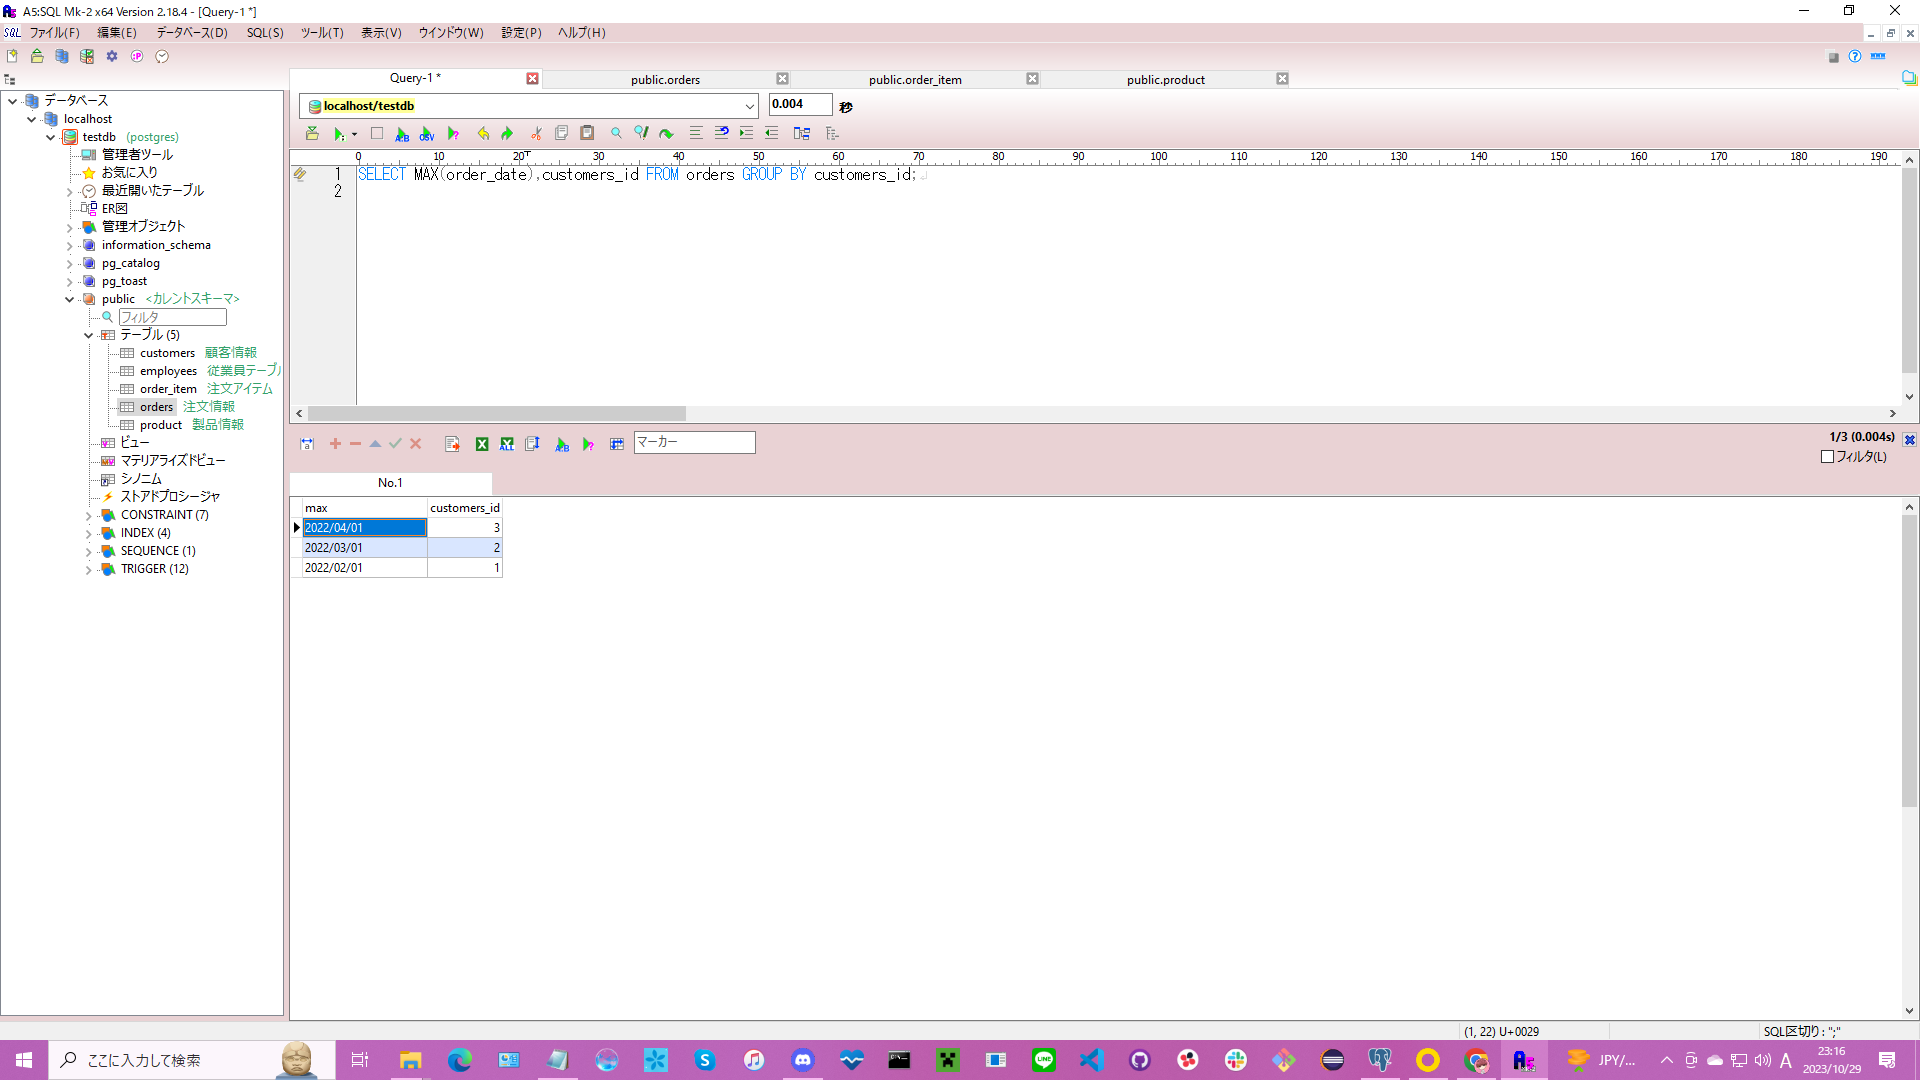 A5:SQL Mk-2 x64 Version 2.18.4 - [Query-1 *]
SQL ファイル(F) 編集(E) データベース(D) SQL(S) ツール(T) 表示(V) ウインドウ(W) 設定(P) ヘルプ(H)
Query-1 * public.orders public.order_item public.product
データベース
localhost
testdb (postgres)
管理者ツール
お気に入り
最近開いたテーブル
ER図
管理オブジェクト
information_schema
pg_catalog
pg_toast
public <カレントスキーマ>
フィルタ
テーブル (5)
customers 顧客情報
employees 従業員テーブル
order_item 注文アイテム
orders 注文情報
product 製品情報
ビュー
マテリアライズドビュー
シノニム
ストアドプロシージャ
CONSTRAINT (7)
INDEX (4)
SEQUENCE (1)
TRIGGER (12)
localhost/testdb 0.004 秒
0 10 20 30 40 50 60 70 80 90 100 110 120 130 140 150 160 170 180 190
1 SELECT MAX(order_date),customers_id FROM orders GROUP BY customers_id;
2
マーカー
1/3 (0.004s)
フィルタ(L)
No.1
max customers_id
2022/04/01 3
2022/03/01 2
2022/02/01 1
(1, 22) U+0029 SQL区切り: ";"
ここに入力して検索
JPY/...
A
23:16
2023/10/29